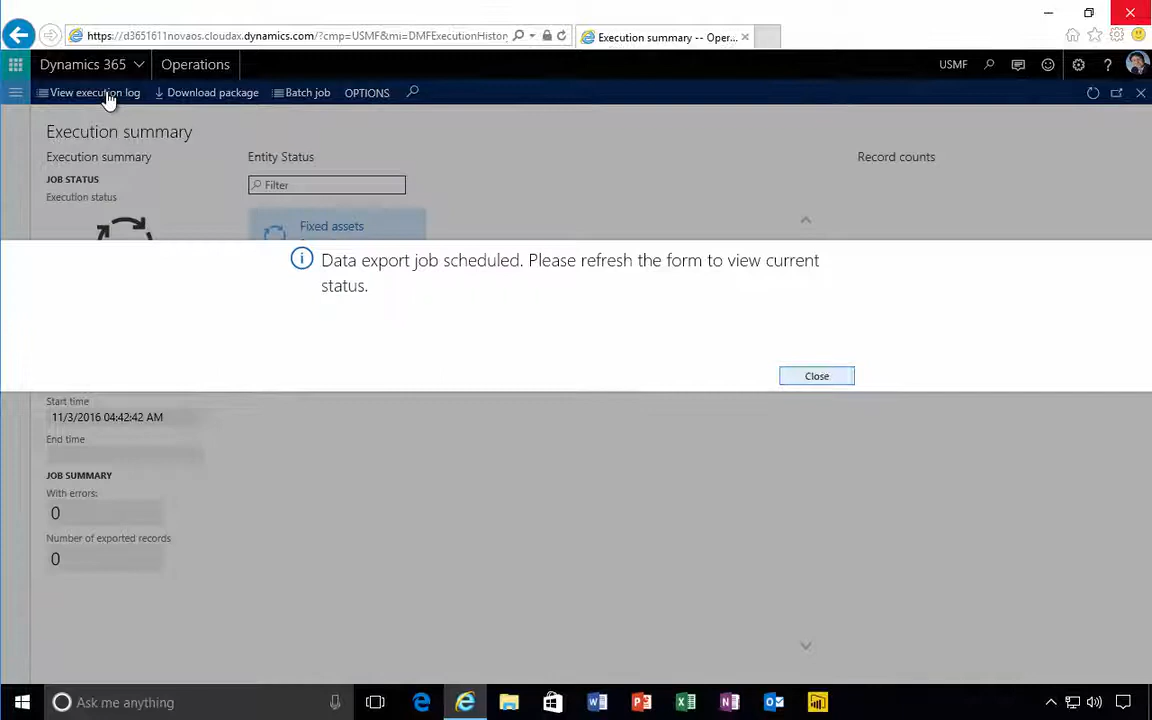 https://d3651611novaos.cloudax.dynamics.com/?cmp=USMF&mi=DMFExecutionHistory
Execution summary -- Oper...
Dynamics 365
Operations
USMF
View execution log
Download package
Batch job
OPTIONS
Execution summary
Execution summary
Entity Status
Record counts
JOB STATUS
Filter
Execution status
Fixed assets
Data export job scheduled. Please refresh the form to view current
status.
Close
Start time
11/3/2016 04:42:42 AM
End time
JOB SUMMARY
With errors:
0
Number of exported records
0
Ask me anything